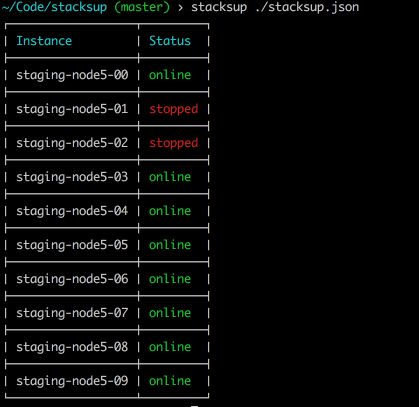 ~/Code/stacksup (master) › stacksup ./stacksup.json
Instance Status
staging-node5-00 online
staging-node5-01 stopped
staging-node5-02 stopped
staging-node5-03 online
staging-node5-04 online
staging-node5-05 online
staging-node5-06 online
staging-node5-07 online
staging-node5-08 online
staging-node5-09 online